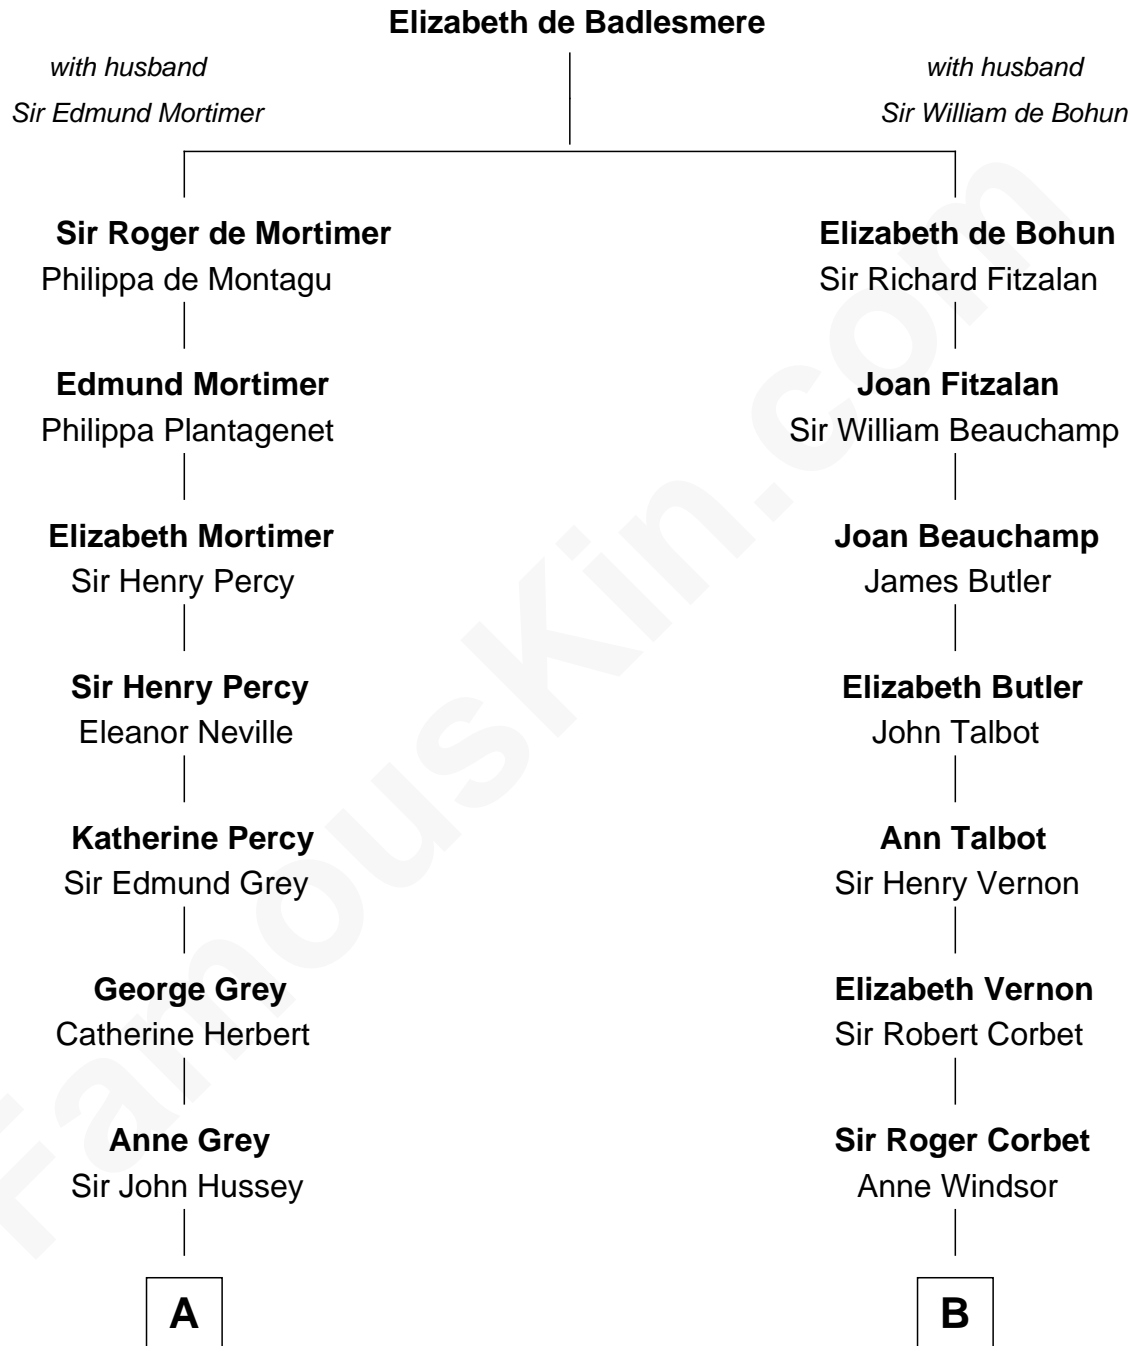 Elizabeth de Badlesmere
with husband
Sir Edmund Mortimer
with husband
Sir William de Bohun
Sir Roger de Mortimer
Philippa de Montagu
Edmund Mortimer
Philippa Plantagenet
Elizabeth Mortimer
Sir Henry Percy
Sir Henry Percy
Eleanor Neville
Katherine Percy
Sir Edmund Grey
George Grey
Catherine Herbert
Anne Grey
Sir John Hussey
A
Elizabeth de Bohun
Sir Richard Fitzalan
Joan Fitzalan
Sir William Beauchamp
Joan Beauchamp
James Butler
Elizabeth Butler
John Talbot
Ann Talbot
Sir Henry Vernon
Elizabeth Vernon
Sir Robert Corbet
Sir Roger Corbet
Anne Windsor
B
FamousKin.com